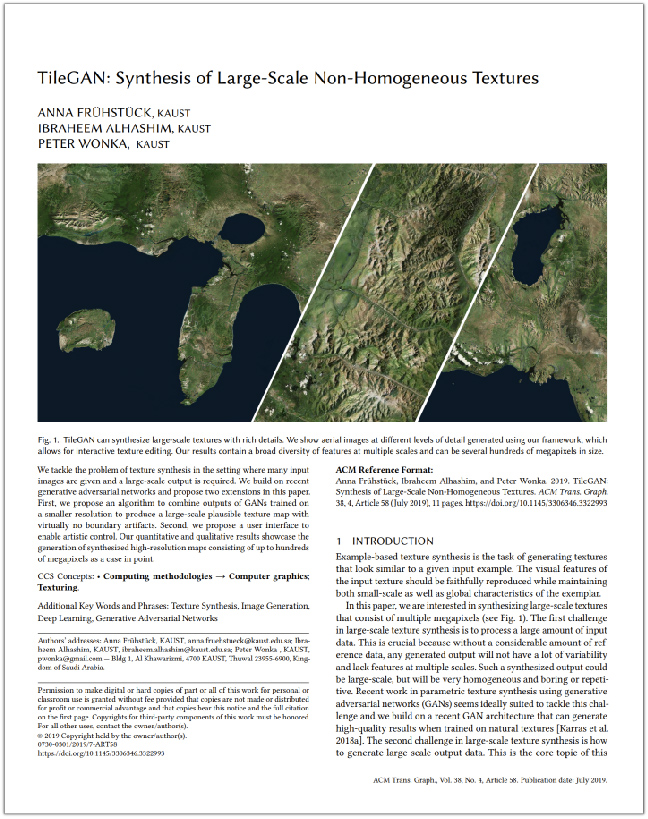 TileGAN: Synthesis of Large-Scale Non-Homogeneous Textures
ANNA FRÜHSTÜCK, KAUST
IBRAHEEM ALHASHIM, KAUST
PETER WONKA, KAUST
Fig. 1. TileGAN can synthesize large-scale textures with rich details. We show aerial images at different levels of detail generated using our framework, which
allows for interactive texture editing. Our results contain a broad diversity of features at multiple scales and can be several hundreds of megapixels in size.
We tackle the problem of texture synthesis in the setting where many input
images are given and a large-scale output is required. We build on recent
generative adversarial networks and propose two extensions in this paper.
First, we propose an algorithm to combine outputs of GANs trained on
a smaller resolution to produce a large-scale plausible texture map with
virtually no boundary artifacts. Second, we propose a user interface to
enable artistic control. Our quantitative and qualitative results showcase the
generation of synthesized high-resolution maps consisting of up to hundreds
of megapixels as a case in point.
CCS Concepts: • Computing methodologies → Computer graphics;
Texturing.
Additional Key Words and Phrases: Texture Synthesis, Image Generation,
Deep Learning, Generative Adversarial Networks
Authors' addresses: Anna Frühstück, KAUST, anna.fruehstueck@kaust.edu.sa; Ibra-
heem Alhashim, KAUST, ibraheem.alhashim@kaust.edu.sa; Peter Wonka , KAUST,
pwonka@gmail.com – Bldg 1, Al Khawarizmi, 4700 KAUST, Thuwal 23955-6900, King-
dom of Saudi Arabia.
Permission to make digital or hard copies of part or all of this work for personal or
classroom use is granted without fee provided that copies are not made or distributed
for profit or commercial advantage and that copies bear this notice and the full citation
on the first page. Copyrights for third-party components of this work must be honored.
For all other uses, contact the owner/author(s).
© 2019 Copyright held by the owner/author(s).
0730-0301/2019/7-ART58
https://doi.org/10.1145/3306346.3322993
ACM Reference Format:
Anna Frühstück, Ibraheem Alhashim, and Peter Wonka. 2019. TileGAN:
Synthesis of Large-Scale Non-Homogeneous Textures. ACM Trans. Graph.
38, 4, Article 58 (July 2019), 11 pages. https://doi.org/10.1145/3306346.3322993
1 INTRODUCTION
Example-based texture synthesis is the task of generating textures
that look similar to a given input example. The visual features of
the input texture should be faithfully reproduced while maintaining
both small-scale as well as global characteristics of the exemplar.
In this paper, we are interested in synthesizing large-scale textures
that consist of multiple megapixels (see Fig. 1). The first challenge
in large-scale texture synthesis is to process a large amount of input
data. This is crucial because without a considerable amount of ref-
erence data, any generated output will not have a lot of variability
and lack features at multiple scales. Such a synthesized output could
be large-scale, but will be very homogeneous and boring or repeti-
tive. Recent work in parametric texture synthesis using generative
adversarial networks (GANs) seems ideally suited to tackle this chal-
lenge and we build on a recent GAN architecture that can generate
high-quality results when trained on natural textures [Karras et al.
2018a]. The second challenge in large-scale texture synthesis is how
to generate large scale output data. This is the core topic of this
ACM Trans. Graph., Vol. 38, No. 4, Article 58. Publication date: July 2019.